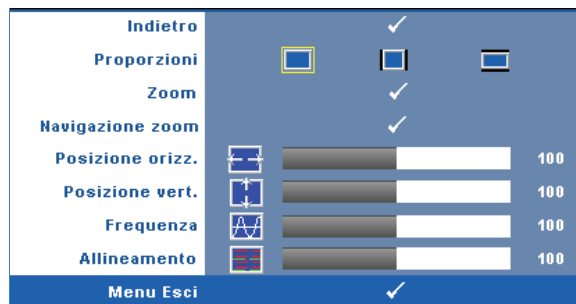 Indietro
Proporzioni
Zoom
Navigazione zoom
Posizione orizz. 100
Posizione vert. 100
Frequenza 100
Allineamento 100
Menu Esci